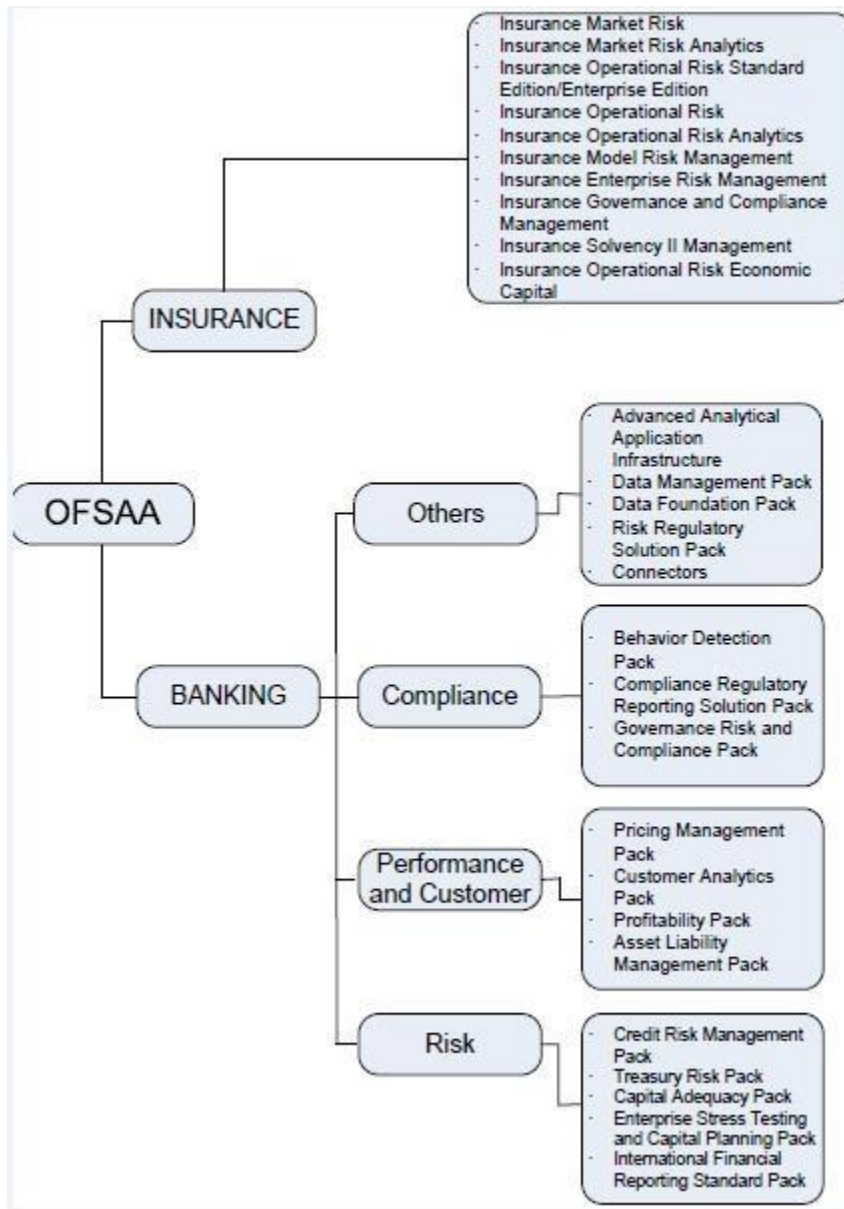 - Insurance Market Risk
- Insurance Market Risk Analytics
- Insurance Operational Risk Standard
Edition/Enterprise Edition
- Insurance Operational Risk
- Insurance Operational Risk Analytics
- Insurance Model Risk Management
- Insurance Enterprise Risk Management
- Insurance Governance and Compliance
Management
- Insurance Solvency II Management
- Insurance Operational Risk Economic
Capital
INSURANCE
OFSAA
BANKING
Others
- Advanced Analytical
Application
Infrastructure
- Data Management Pack
- Data Foundation Pack
- Risk Regulatory
Solution Pack
- Connectors
Compliance
- Behavior Detection
Pack
- Compliance Regulatory
Reporting Solution Pack
- Governance Risk and
Compliance Pack
Performance
and Customer
- Pricing Management
Pack
- Customer Analytics
Pack
- Profitability Pack
- Asset Liability
Management Pack
Risk
- Credit Risk Management
Pack
- Treasury Risk Pack
- Capital Adequacy Pack
- Enterprise Stress Testing
and Capital Planning Pack
- International Financial
Reporting Standard Pack